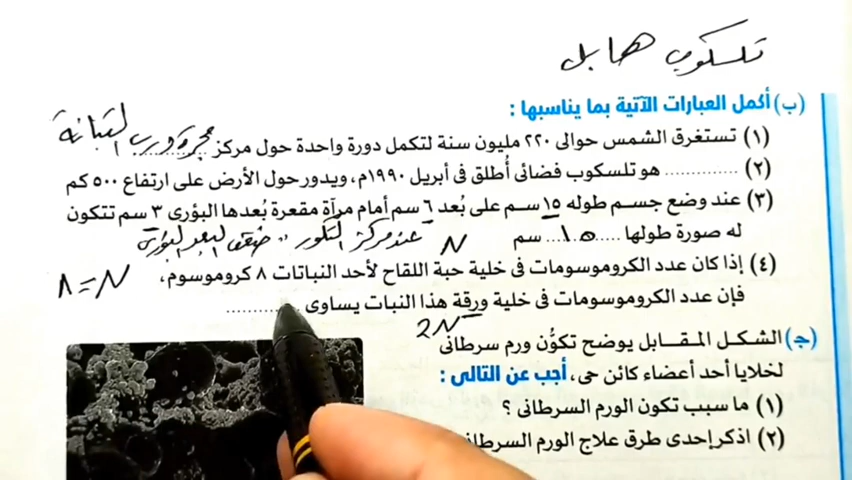 تلسكوب هابل
(ب) أكمل العبارات الآتية بما يناسبها :
(١) تستغرق الشمس حوالى ٢٢٠ مليون سنة لتكمل دورة واحدة حول مركز مجرة درب التبانة
(٢) .............. هو تلسكوب فضائى أُطلق فى أبريل ١٩٩٠م، ويدور حول الأرض على ارتفاع ٥٠٠ كم
(٣) عند وضع جسم طوله ١٥ سم على بُعد ٦ سم أمام مرآة مقعرة بُعدها البؤرى ٣ سم تتكون
له صورة طولها ..... ١٥ ..... سم عند مركز التكور .. ضعف البعد البؤرى
N
(٤) إذا كان عدد الكروموسومات فى خلية حبة اللقاح لأحد النباتات ٨ كروموسوم، N = ٨
فإن عدد الكروموسومات فى خلية ورقة هذا النبات يساوى ..............
2N
(ج) الشكل المقابل يوضح تكوُّن ورم سرطانى
لخلايا أحد أعضاء كائن حى، أجب عن التالى :
(١) ما سبب تكون الورم السرطانى ؟
(٢) اذكر إحدى طرق علاج الورم السرطانى